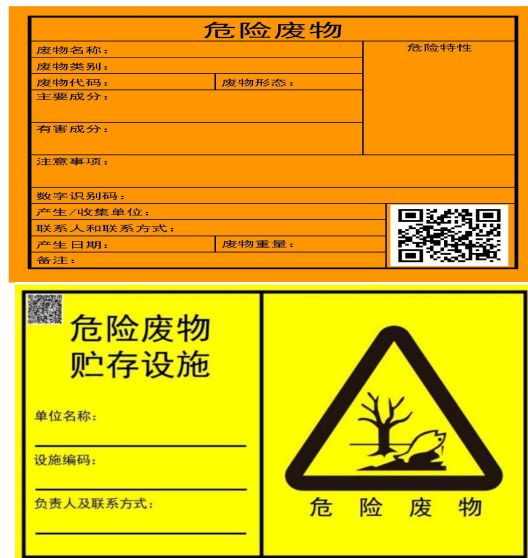 危险废物
废物名称：
危险特性
废物类别：
废物代码：
废物形态：
主要成分：
有害成分：
注意事项：
数字识别码：
产生/收集单位：
联系人和联系方式：
产生日期：
废物重量：
备注：
危险废物
贮存设施
单位名称：
设施编码：
负责人及联系方式：
危险废物